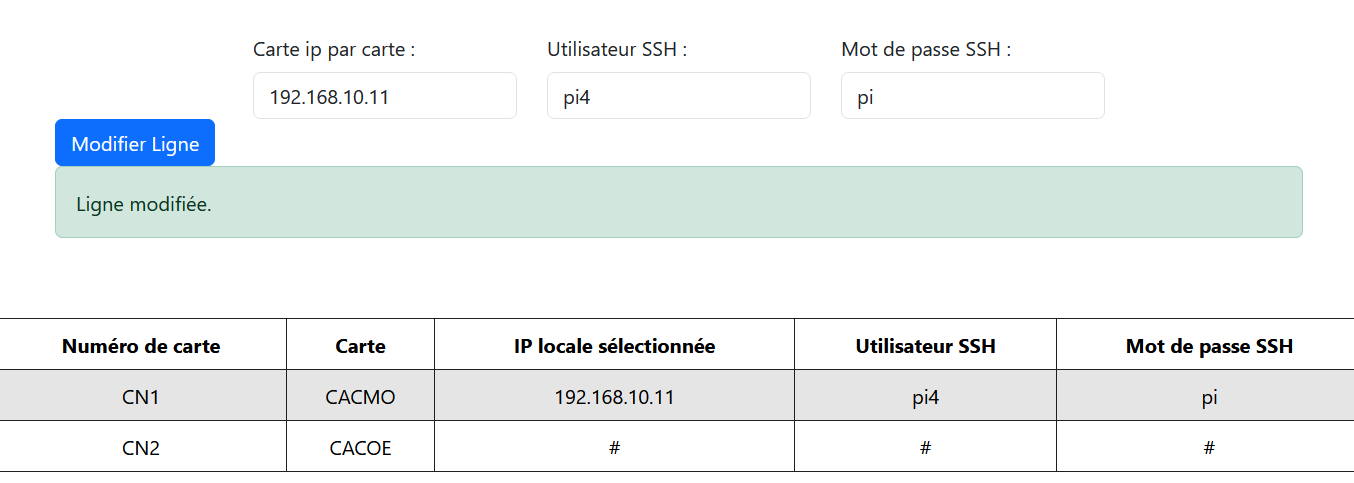 Carte ip par carte : Utilisateur SSH : Mot de passe SSH :
192.168.10.11 pi4 pi
Modifier Ligne
Ligne modifiée.
Numéro de carte Carte IP locale sélectionnée Utilisateur SSH Mot de passe SSH
CN1 CACMO 192.168.10.11 pi4 pi
CN2 CACOE # # #